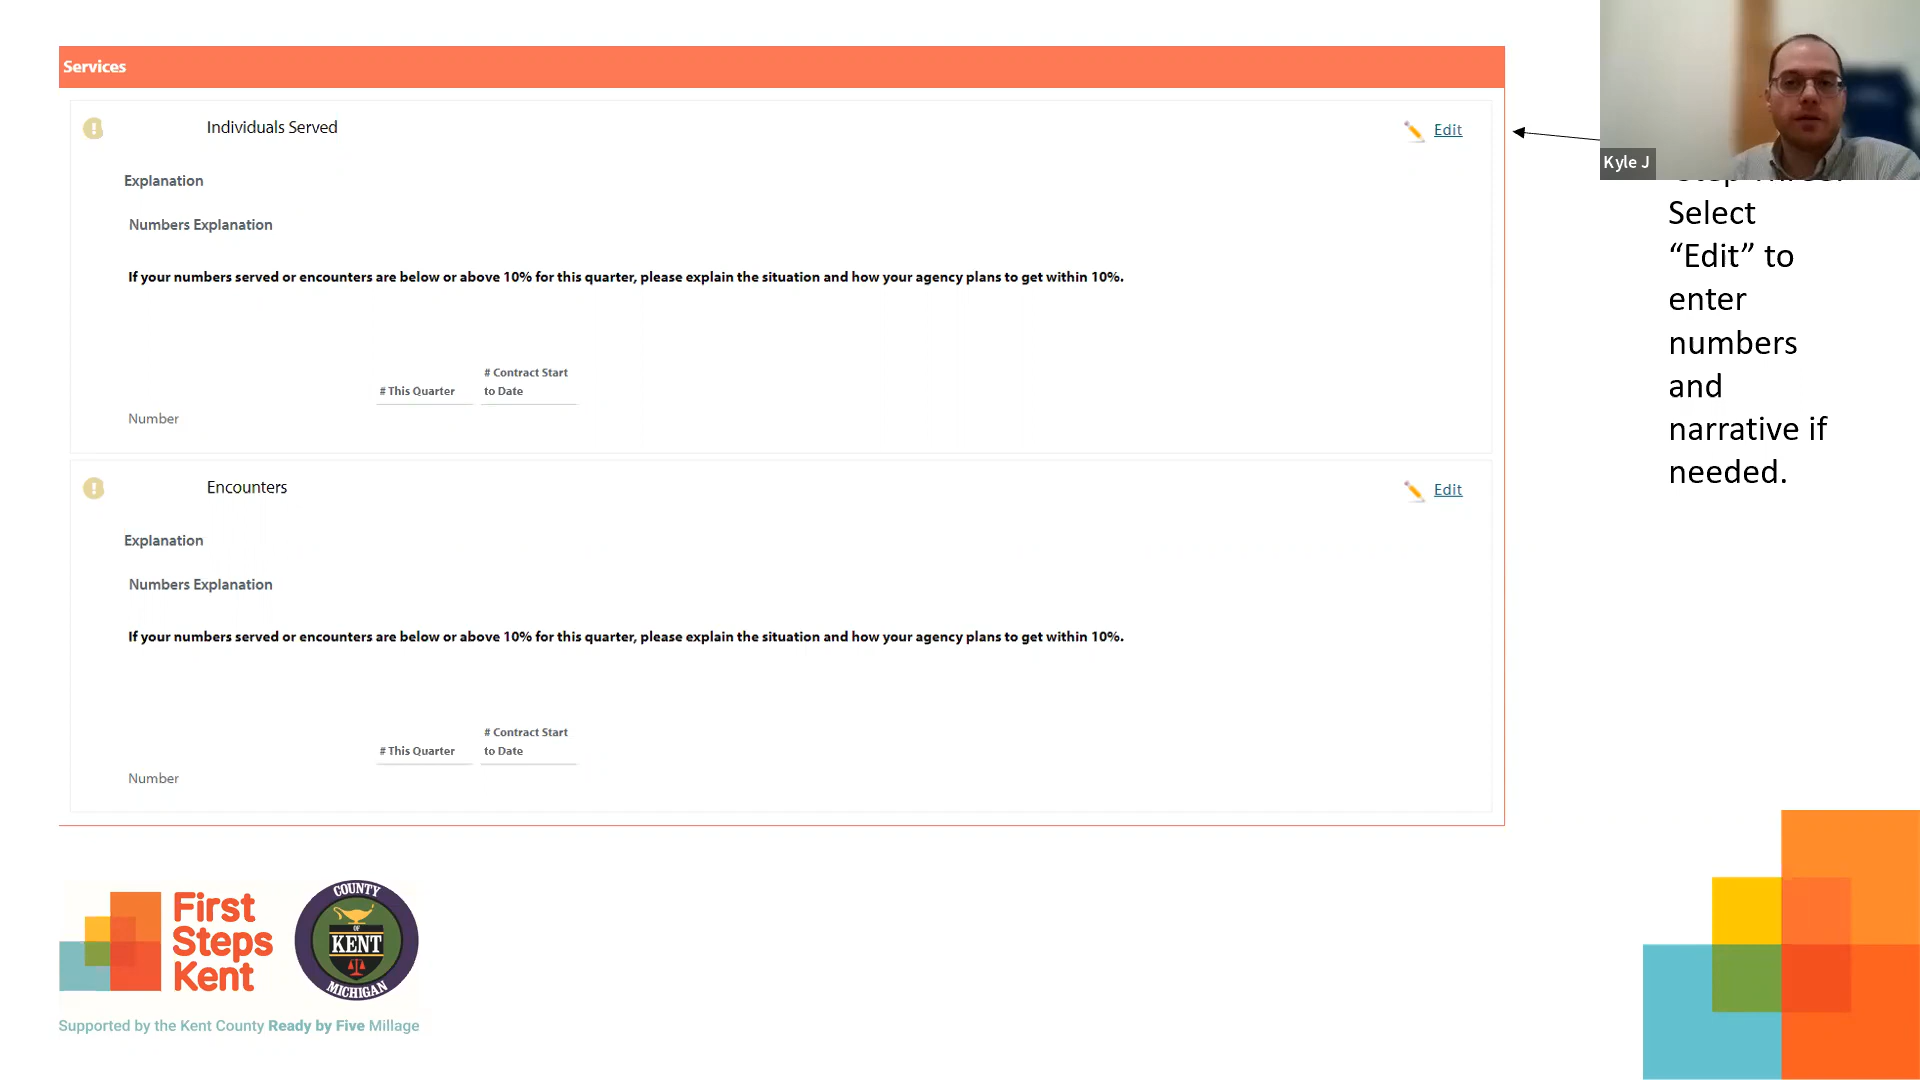 Services
Individuals Served
Edit
Explanation
Numbers Explanation
If your numbers served or encounters are below or above 10% for this quarter, please explain the situation and how your agency plans to get within 10%.
# This Quarter
# Contract Start
to Date
Number
Encounters
Edit
Explanation
Numbers Explanation
If your numbers served or encounters are below or above 10% for this quarter, please explain the situation and how your agency plans to get within 10%.
# This Quarter
# Contract Start
to Date
Number
Kyle J
Select
“Edit” to
enter
numbers
and
narrative if
needed.
First
Steps
Kent
COUNTY
OF
KENT
MICHIGAN
Supported by the Kent County Ready by Five Millage